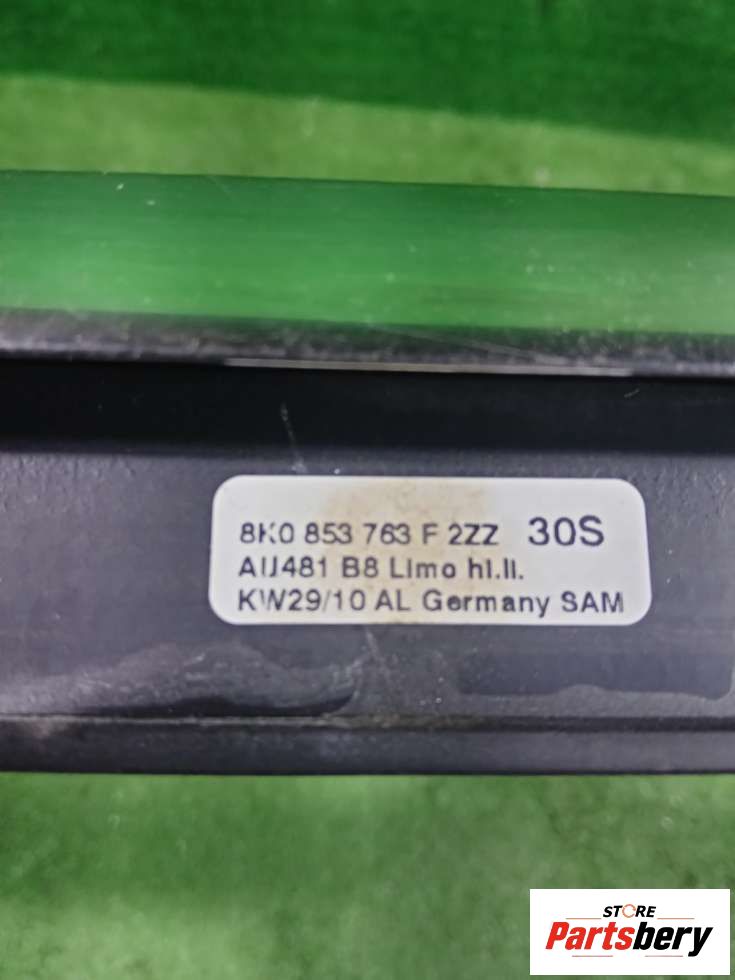 8K0 853 763 F 2ZZ 30S
AU481 B8 Limo hl.li.
KW29/10 AL Germany SAM
STORE
Partsbery